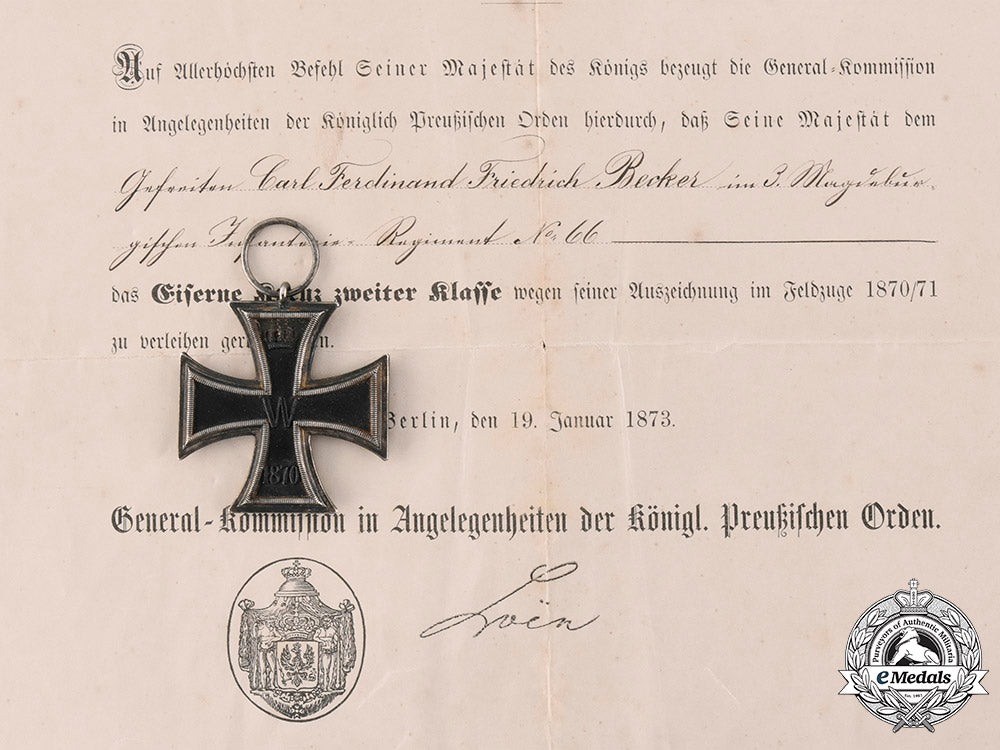 Auf Allerhöchsten Befehl Seiner Majestät des Königs bezeugt die General-Kommission
in Angelegenheiten der Königlich Preußischen Orden hierdurch, daß Seine Majestät dem
Gefreiten Carl Ferdinand Friedrich Becker im 3. Magdebur-
gischen Infanterie-Regiment No 66
das Eiserne Kreuz zweiter Klasse wegen seiner Auszeichnung im Feldzuge 1870/71
zu verleihen
Berlin, den 19. Januar 1873.
W
1870
General-Kommission in Angelegenheiten der Königl. Preußischen Orden.
Loën
Purveyors of Authentic Militaria
eMedals